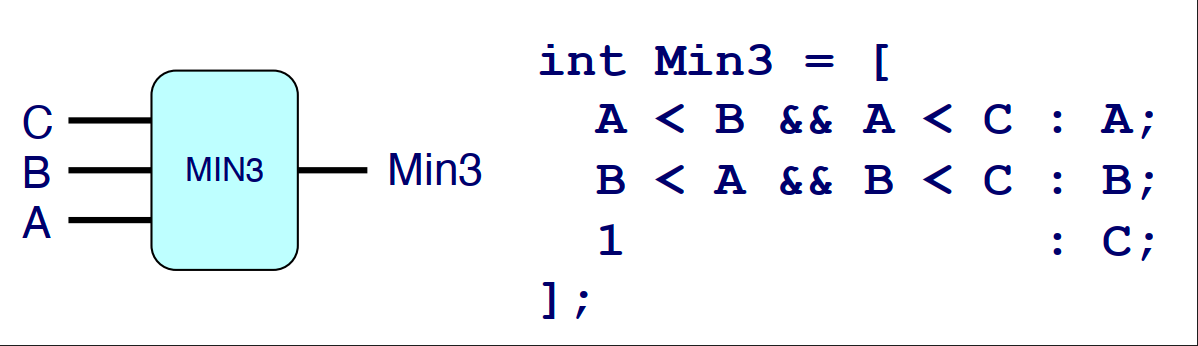 C
B
A
MIN3
Min3
int Min3 = [
  A < B && A < C : A;
  B < A && B < C : B;
  1              : C;
];